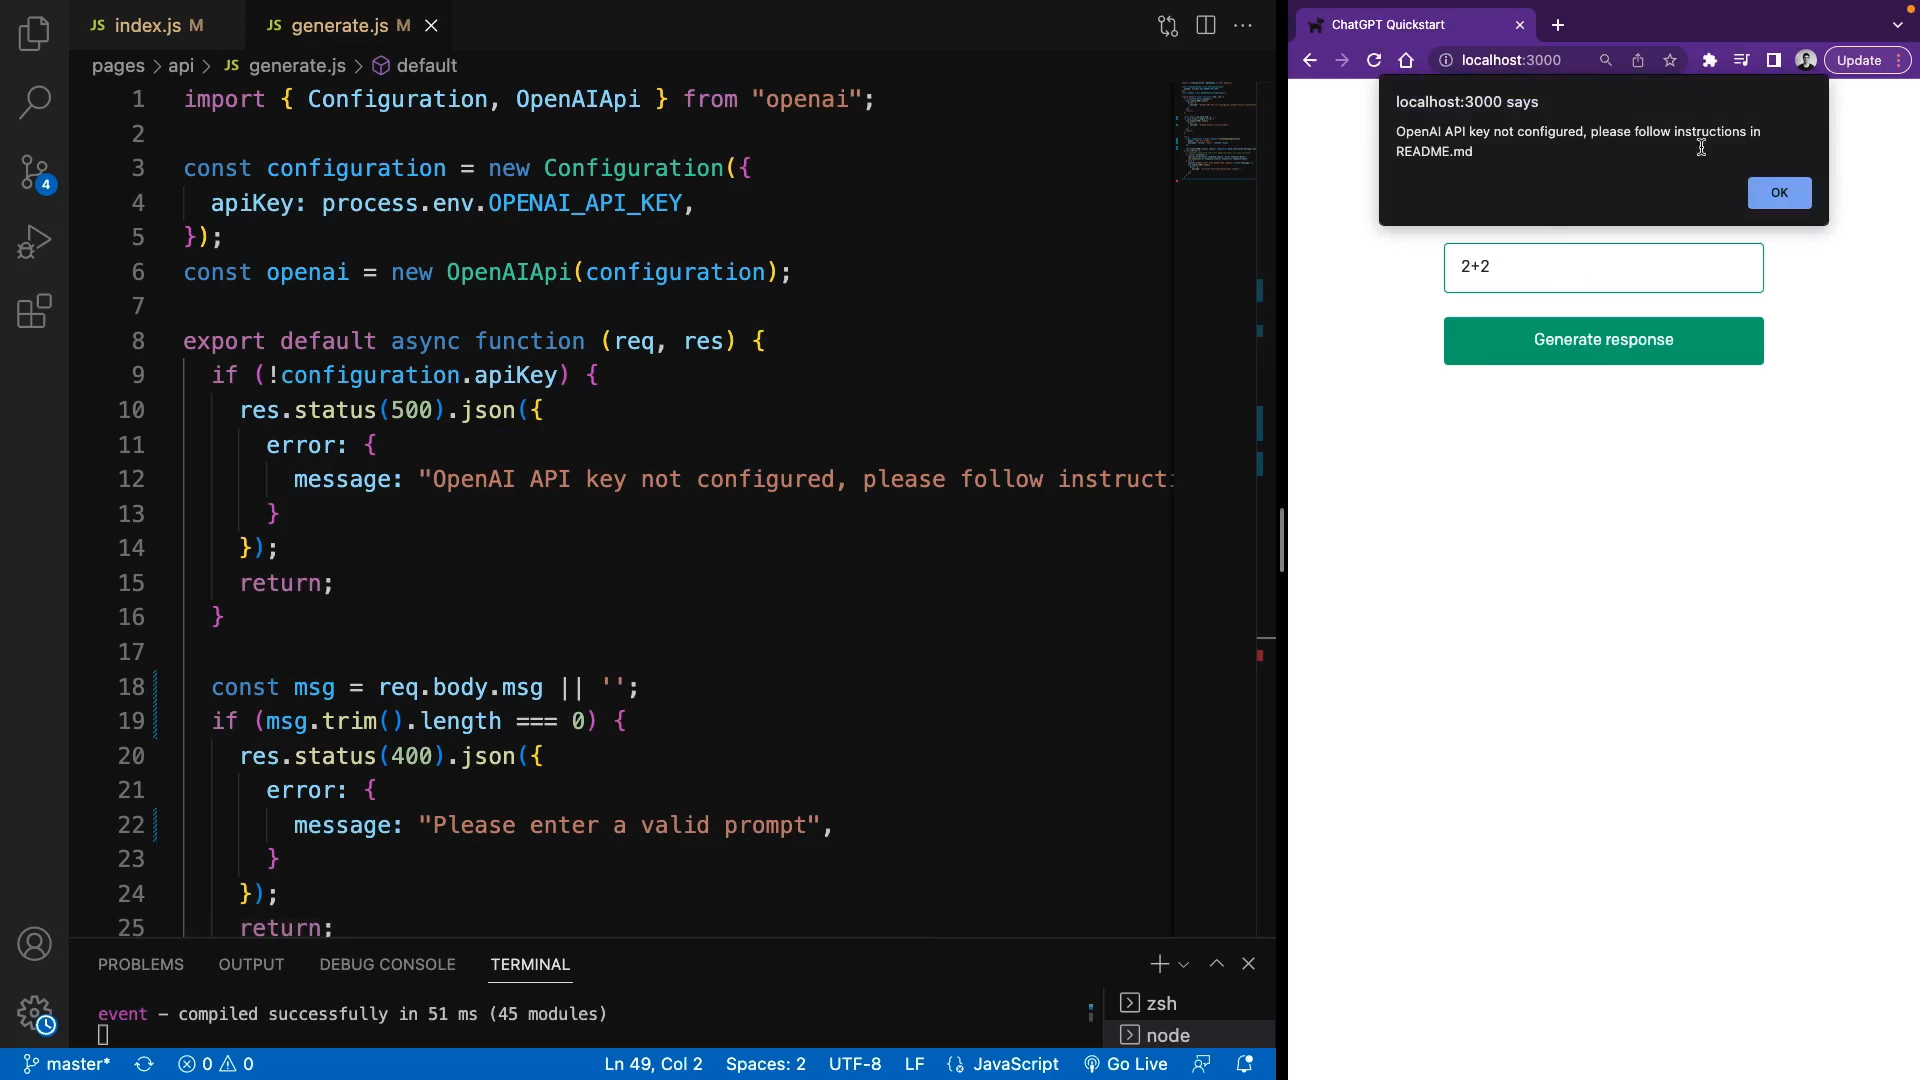 JS index.js M
JS generate.js M
pages > api > JS generate.js > default
1 import { Configuration, OpenAIApi } from "openai";
2
3 const configuration = new Configuration({
4 apiKey: process.env.OPENAI_API_KEY,
5 });
6 const openai = new OpenAIApi(configuration);
7
8 export default async function (req, res) {
9 if (!configuration.apiKey) {
10 res.status(500).json({
11 error: {
12 message: "OpenAI API key not configured, please follow instructi
13 }
14 });
15 return;
16 }
17
18 const msg = req.body.msg || '';
19 if (msg.trim().length === 0) {
20 res.status(400).json({
21 error: {
22 message: "Please enter a valid prompt",
23 }
24 });
25 return;
PROBLEMS OUTPUT DEBUG CONSOLE TERMINAL
event - compiled successfully in 51 ms (45 modules)
zsh
node
4
master* 0 0 Ln 49, Col 2 Spaces: 2 UTF-8 LF {} JavaScript Go Live
ChatGPT Quickstart
localhost:3000
Update
localhost:3000 says
OpenAI API key not configured, please follow instructions in
README.md
OK
2+2
Generate response